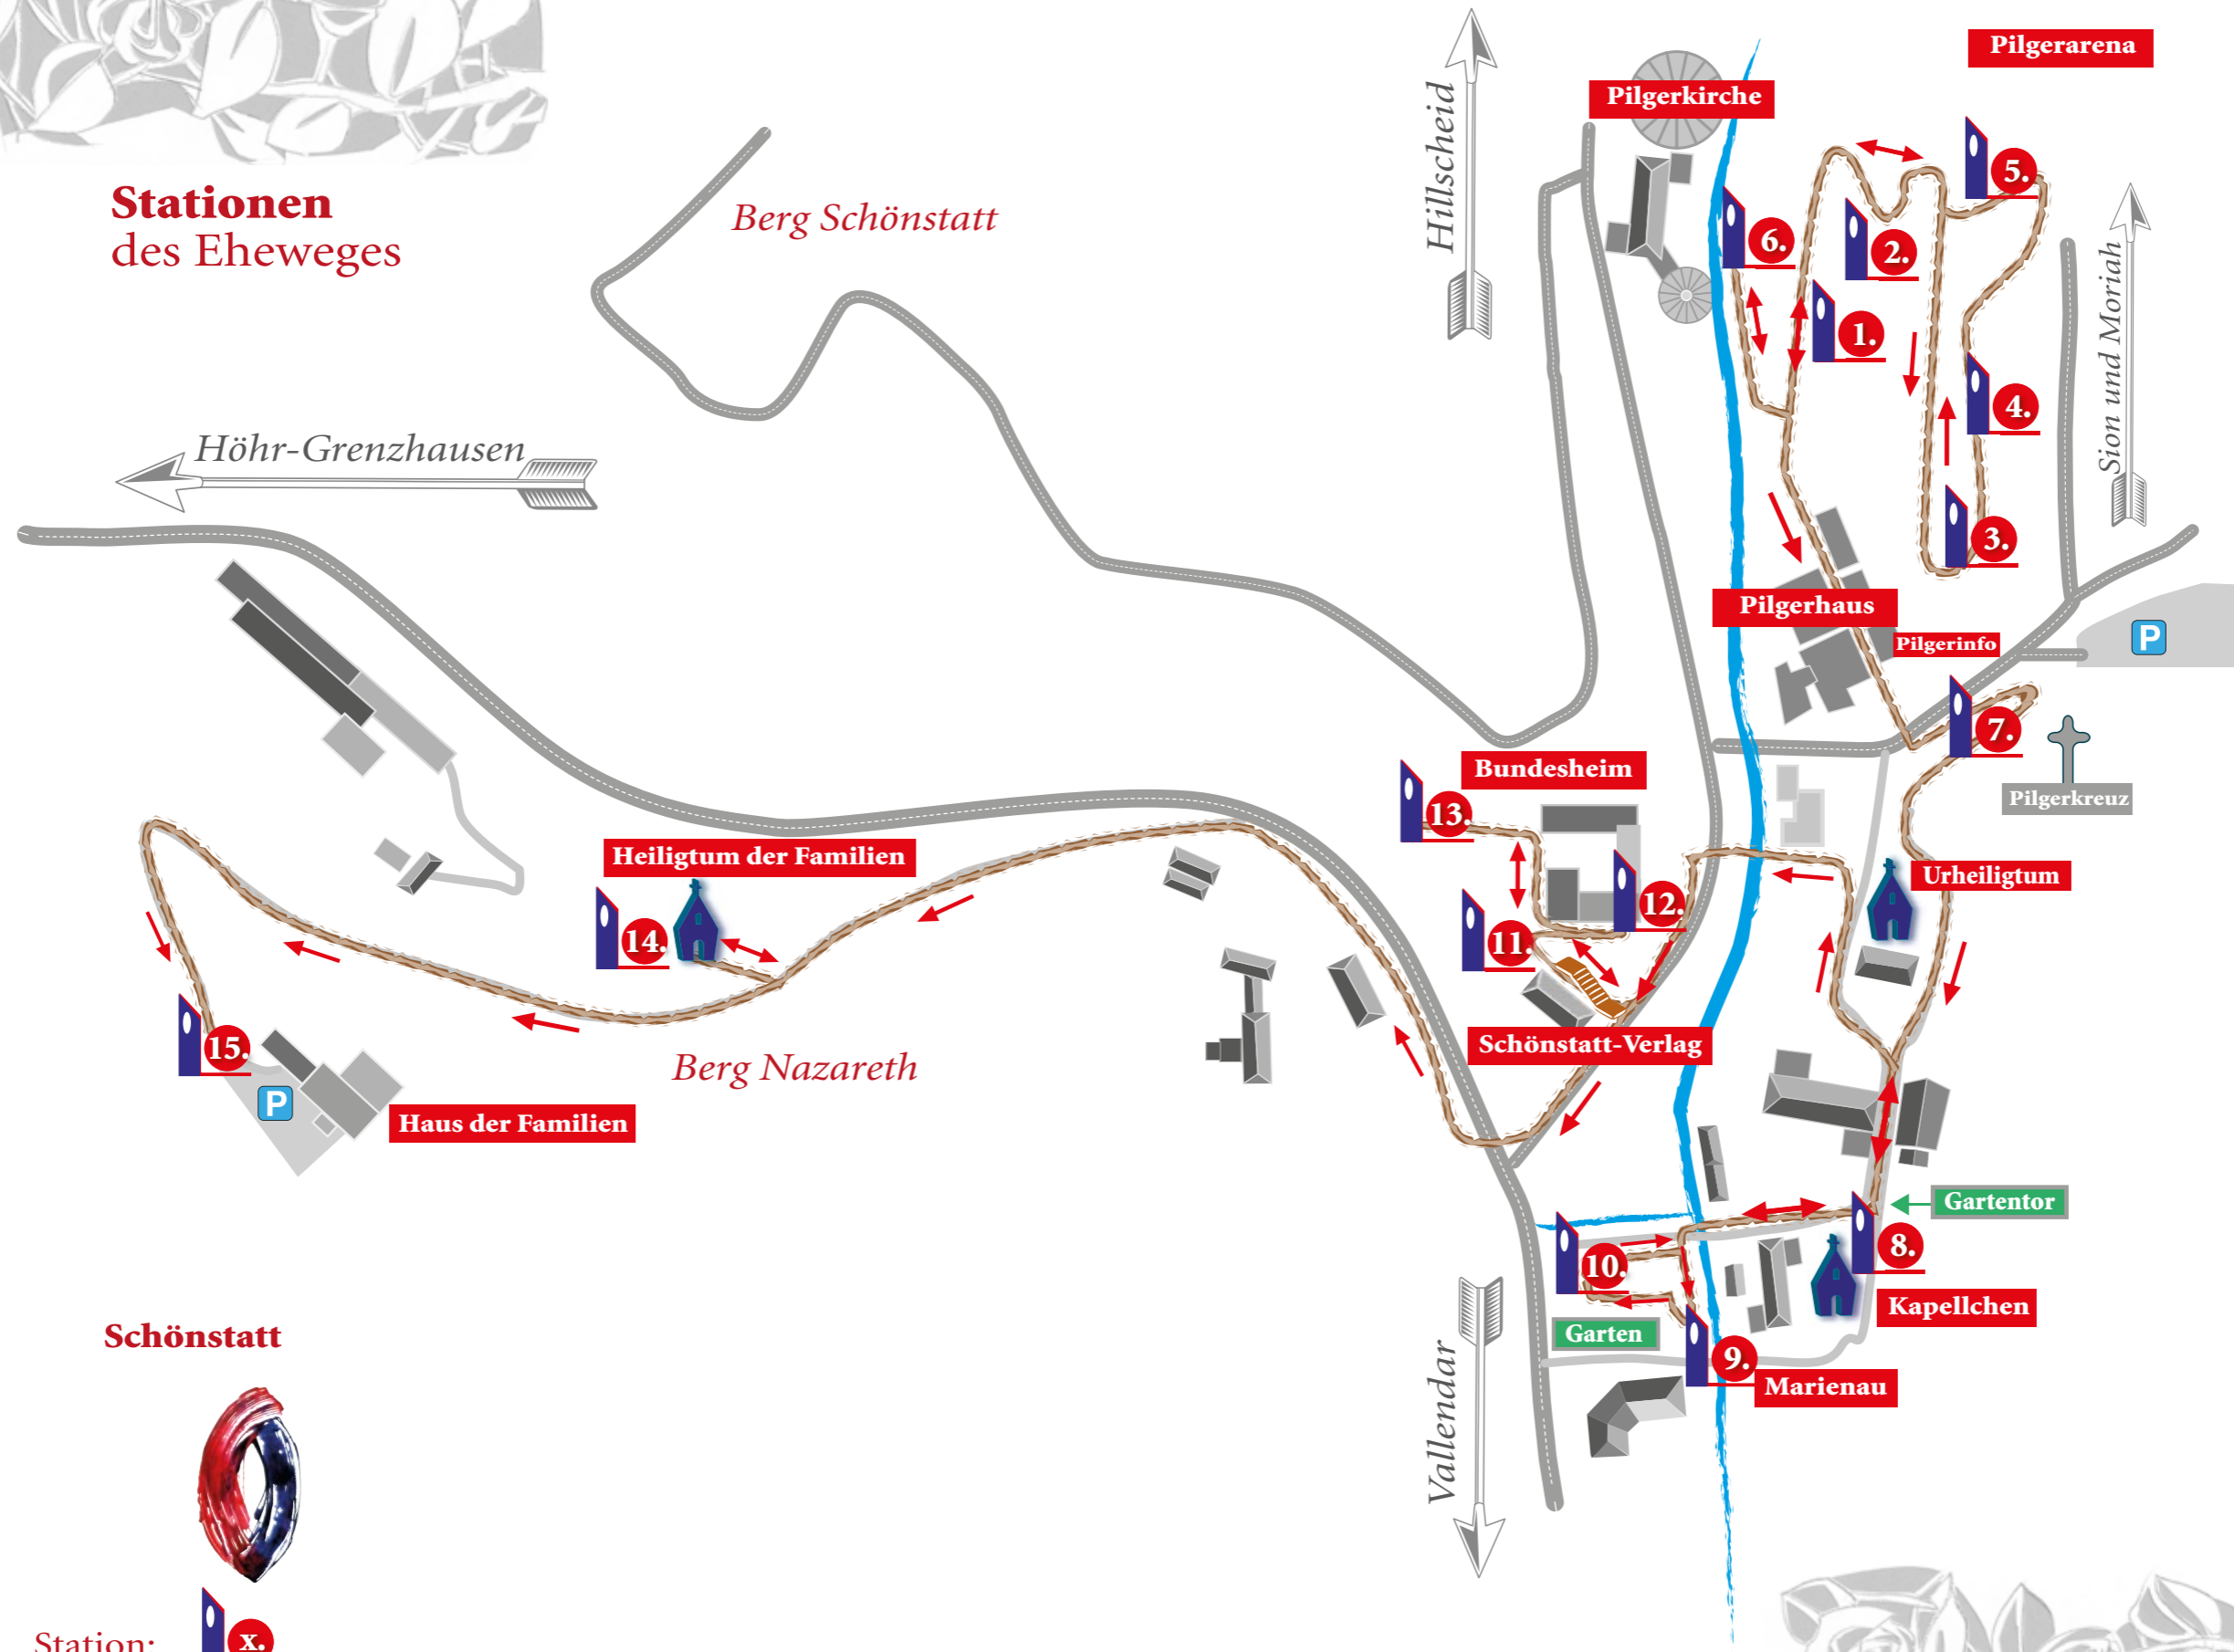 Stationen
des Eheweges
Berg Schönstatt
Höhr-Grenzhausen
Hillscheid
Pilgerkirche
Pilgerarena
Sion und Moriah
5.
6.
2.
1.
4.
3.
Pilgerhaus
Pilgerinfo
P
7.
Pilgerkreuz
Bundesheim
13.
12.
11.
Urheiligtum
Heiligtum der Familien
14.
Schönstatt-Verlag
Berg Nazareth
15.
P
Haus der Familien
Gartentor
8.
10.
Kapellchen
Garten
9.
Marienau
Vallendar
Schönstatt
Station:
x.